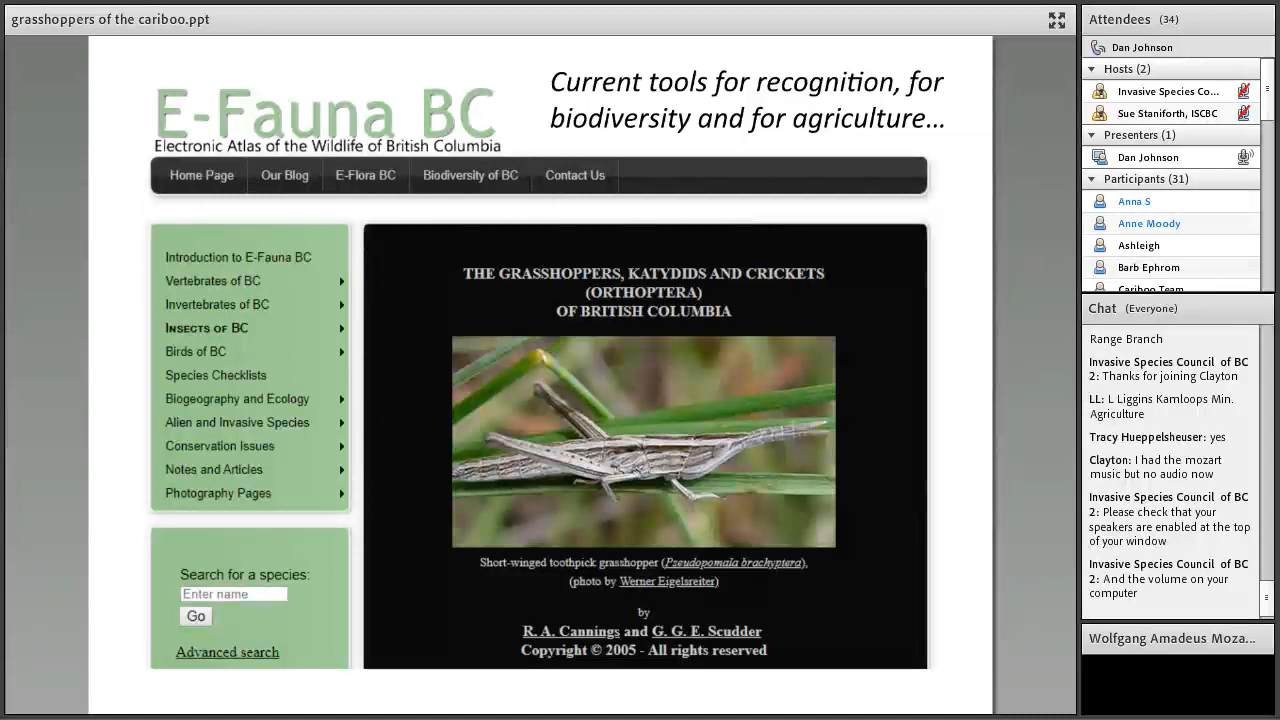 grasshoppers of the cariboo.ppt
Current tools for recognition, for
biodiversity and for agriculture...
E-Fauna BC
Electronic Atlas of the Wildlife of British Columbia
Home Page
Our Blog
E-Flora BC
Biodiversity of BC
Contact Us
Introduction to E-Fauna BC
Vertebrates of BC
Invertebrates of BC
Insects of BC
Birds of BC
Species Checklists
Biogeography and Ecology
Alien and Invasive Species
Conservation Issues
Notes and Articles
Photography Pages
Search for a species:
Enter name
Go
Advanced search
THE GRASSHOPPERS, KATYDIDS AND CRICKETS
(ORTHOPTERA)
OF BRITISH COLUMBIA
Short-winged toothpick grasshopper (Pseudopomala brachyptera),
(photo by Werner Eigelsreiter)
by
R. A. Cannings and G. G. E. Scudder
Copyright © 2005 - All rights reserved
Attendees (34)
Dan Johnson
Hosts (2)
Invasive Species Co...
Sue Staniforth, ISCBC
Presenters (1)
Dan Johnson
Participants (31)
Anna S
Anne Moody
Ashleigh
Barb Ephrom
Cariboo Team
Chat (Everyone)
Range Branch
Invasive Species Council of BC
2: Thanks for joining Clayton
LL: L Liggins Kamloops Min.
Agriculture
Tracy Hueppelsheuser: yes
Clayton: I had the mozart
music but no audio now
Invasive Species Council of BC
2: Please check that your
speakers are enabled at the top
of your window
Invasive Species Council of BC
2: And the volume on your
computer
Wolfgang Amadeus Moza...